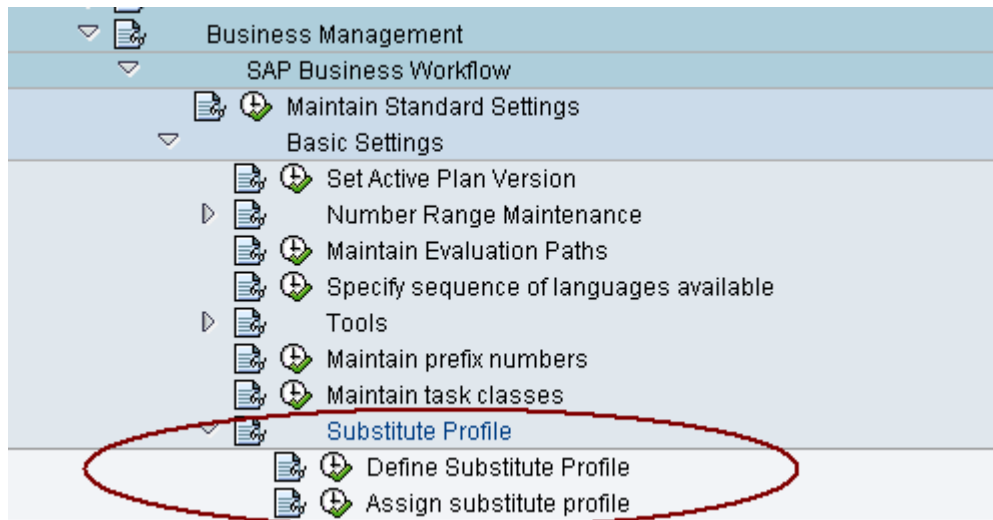 Business Management
SAP Business Workflow
Maintain Standard Settings
Basic Settings
Set Active Plan Version
Number Range Maintenance
Maintain Evaluation Paths
Specify sequence of languages available
Tools
Maintain prefix numbers
Maintain task classes
Substitute Profile
Define Substitute Profile
Assign substitute profile